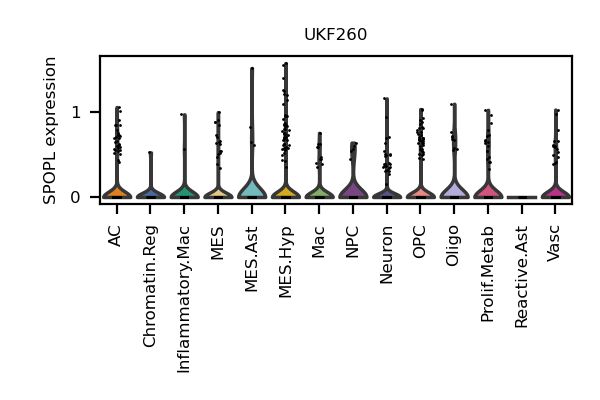 UKF260
SPOPL expression
1
0
AC
Chromatin.Reg
Inflammatory.Mac
MES
MES.Ast
MES.Hyp
Mac
NPC
Neuron
OPC
Oligo
Prolif.Metab
Reactive.Ast
Vasc